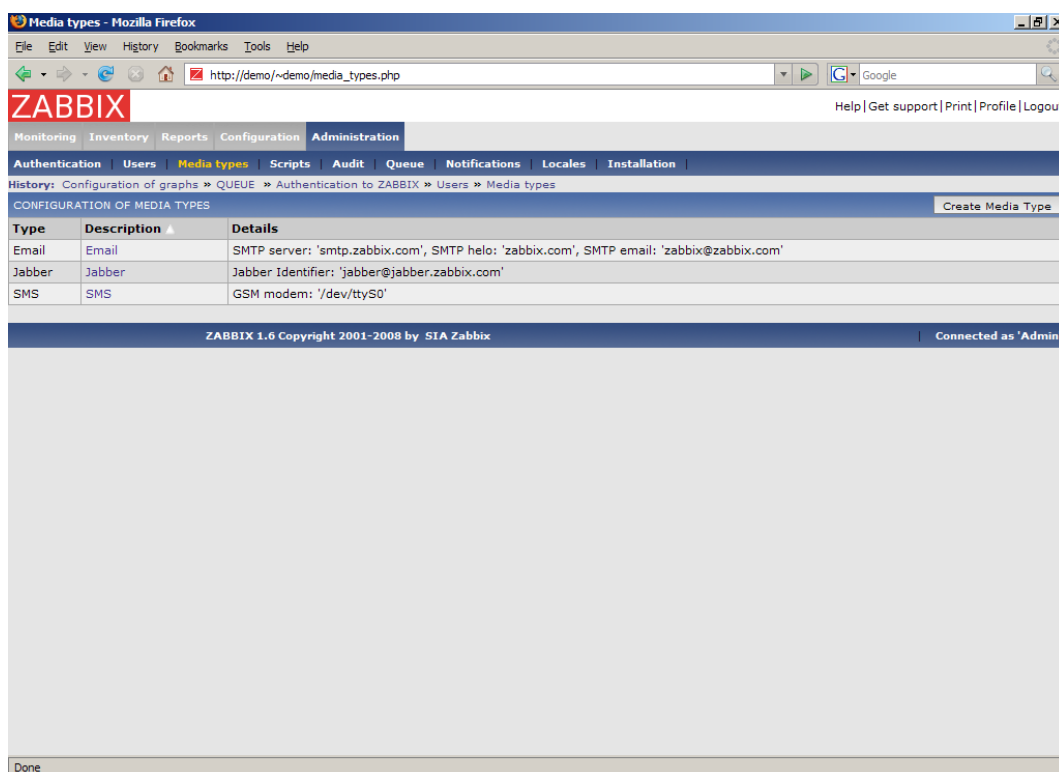 Media types - Mozilla Firefox
File Edit View History Bookmarks Tools Help
http://demo/~demo/media_types.php G Google
ZABBIX
Help|Get support|Print|Profile|Logou
Monitoring Inventory Reports Configuration Administration
Authentication | Users | Media types | Scripts | Audit | Queue | Notifications | Locales | Installation |
History: Configuration of graphs » QUEUE » Authentication to ZABBIX » Users » Media types
CONFIGURATION OF MEDIA TYPES Create Media Type
Type Description Details
Email Email SMTP server: 'smtp.zabbix.com', SMTP helo: 'zabbix.com', SMTP email: 'zabbix@zabbix.com'
Jabber Jabber Jabber Identifier: 'jabber@jabber.zabbix.com'
SMS SMS GSM modem: '/dev/ttyS0'
ZABBIX 1.6 Copyright 2001-2008 by SIA Zabbix | Connected as 'Admin
Done